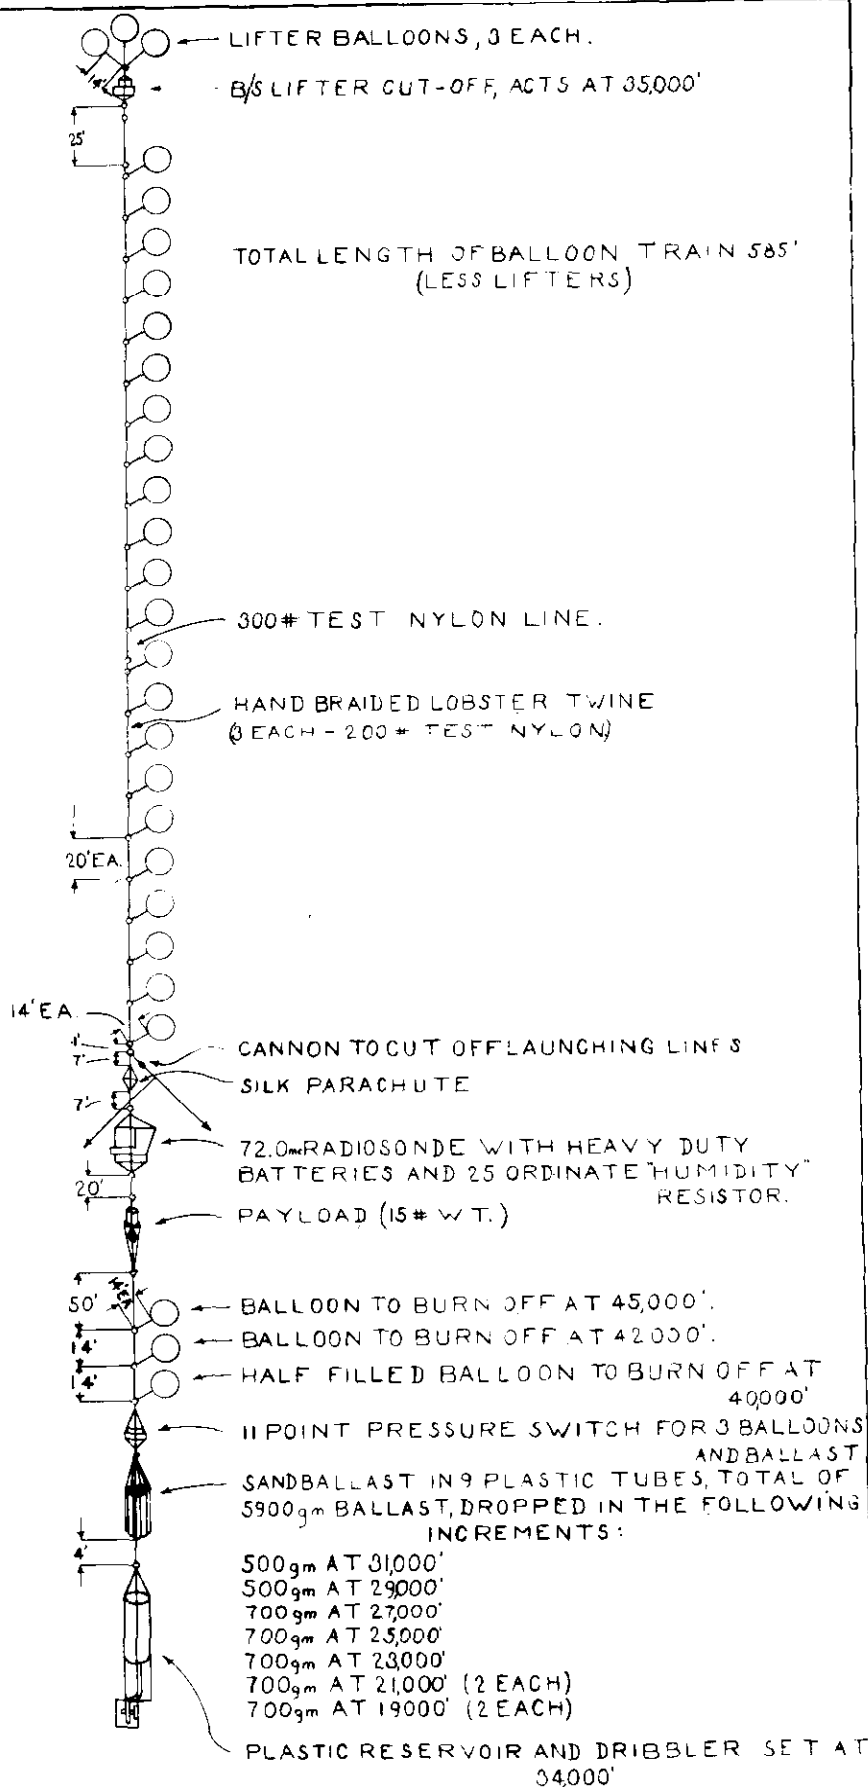 LIFTER BALLOONS, 3 EACH.
14'
B/S LIFTER CUT-OFF, ACTS AT 35,000'
25'
TOTAL LENGTH OF BALLOON TRAIN 585'
(LESS LIFTERS)
300# TEST NYLON LINE.
HAND BRAIDED LOBSTER TWINE
(3 EACH - 200# TEST NYLON)
20' EA.
14' EA.
CANNON TO CUT OFF LAUNCHING LINES
7'
SILK PARACHUTE
7'
72.0mc RADIOSONDE WITH HEAVY DUTY
BATTERIES AND 25 ORDINATE "HUMIDITY"
RESISTOR.
20'
PAYLOAD (15# WT.)
50'
BALLOON TO BURN OFF AT 45,000'.
14'
BALLOON TO BURN OFF AT 42000'.
14'
HALF FILLED BALLOON TO BURN OFF AT
40,000'
11 POINT PRESSURE SWITCH FOR 3 BALLOONS
AND BALLAST
SAND BALLAST IN 9 PLASTIC TUBES, TOTAL OF
5900gm BALLAST, DROPPED IN THE FOLLOWING
INCREMENTS:
4'
500gm AT 31,000'
500gm AT 29,000'
700gm AT 27,000'
700gm AT 25,000'
700gm AT 23,000'
700gm AT 21,000' (2 EACH)
700gm AT 19000' (2 EACH)
PLASTIC RESERVOIR AND DRIBBLER SET AT
34,000'